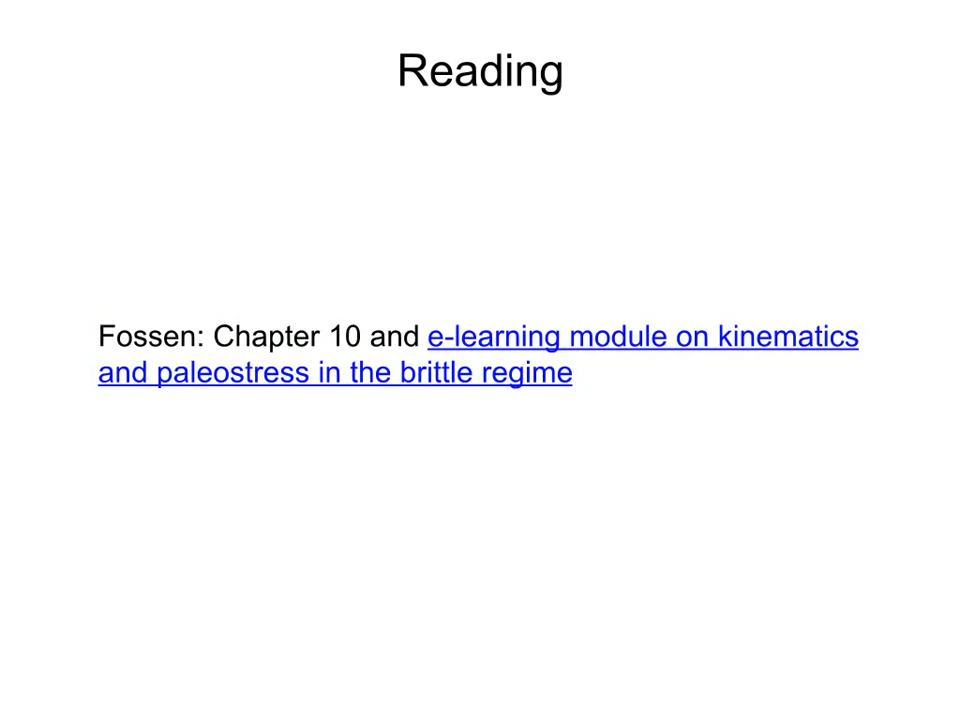 Reading
Fossen: Chapter 10 and e-learning module on kinematics
and paleostress in the brittle regime